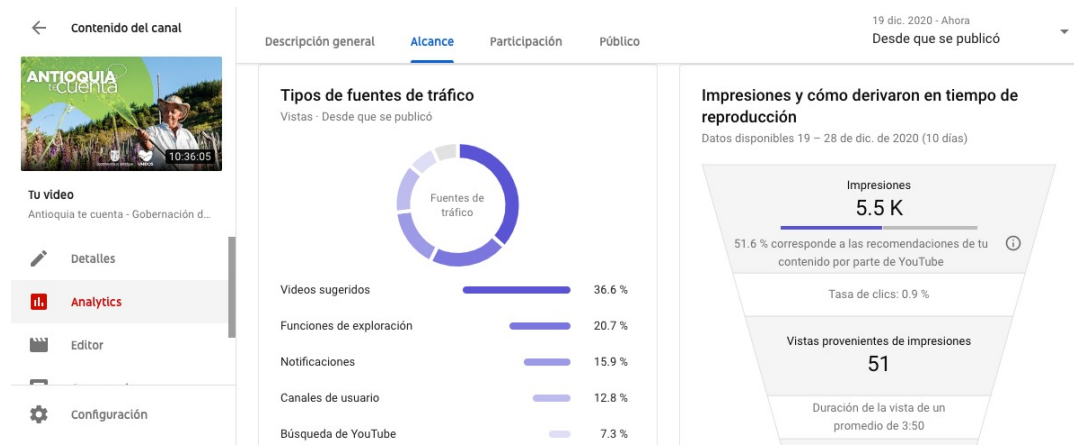 Contenido del canal
ANTIOQUIA
te cuenta
UNIDOS
10:36:05
Tu video
Antioquia te cuenta - Gobernación d...
Detalles
Analytics
Editor
Configuración
Descripción general
Alcance
Participación
Público
19 dic. 2020 - Ahora
Desde que se publicó
Tipos de fuentes de tráfico
Vistas · Desde que se publicó
Fuentes de
tráfico
Videos sugeridos 36.6 %
Funciones de exploración 20.7 %
Notificaciones 15.9 %
Canales de usuario 12.8 %
Búsqueda de YouTube 7.3 %
Impresiones y cómo derivaron en tiempo de
reproducción
Datos disponibles 19 – 28 de dic. de 2020 (10 días)
Impresiones
5.5 K
51.6 % corresponde a las recomendaciones de tu
contenido por parte de YouTube
Tasa de clics: 0.9 %
Vistas provenientes de impresiones
51
Duración de la vista de un
promedio de 3:50